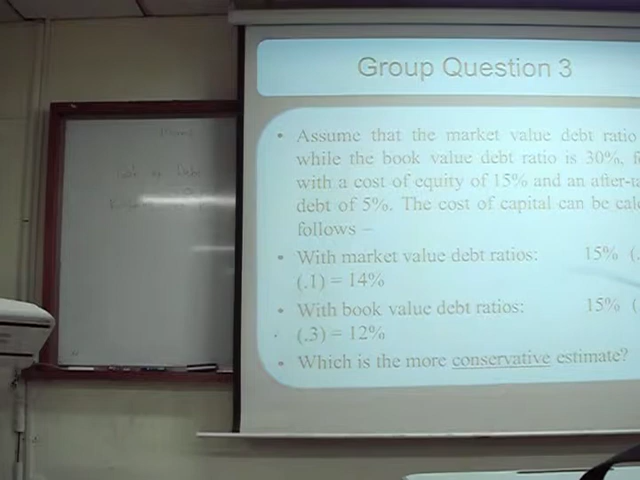 Group Question 3
• Assume that the market value debt ratio
while the book value debt ratio is 30%,
with a cost of equity of 15% and an after-ta
debt of 5%. The cost of capital can be calc
follows –
• With market value debt ratios: 15% (.
(.1) = 14%
• With book value debt ratios: 15% (
(.3) = 12%
• Which is the more conservative estimate?